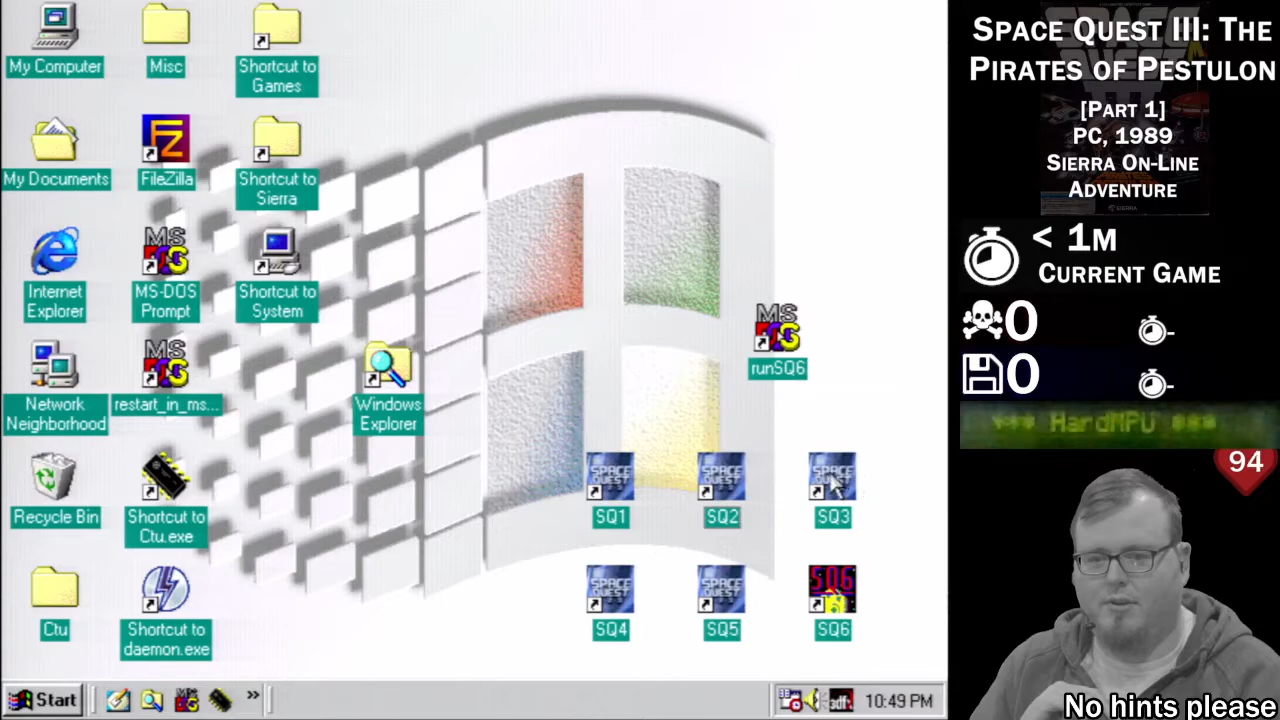 My Computer
Misc
Shortcut to
Games
My Documents
FileZilla
Shortcut to
Sierra
Internet
Explorer
MS-DOS
Prompt
Shortcut to
System
Network
Neighborhood
restart_in_ms...
Windows
Explorer
runSQ6
Recycle Bin
Shortcut to
Ctu.exe
SQ1
SQ2
SQ3
Ctu
Shortcut to
daemon.exe
SQ4
SQ5
SQ6
Start
10:49 PM
Space Quest III: The
Pirates of Pestulon
[Part 1]
PC, 1989
Sierra On-Line
Adventure
< 1m
Current Game
0
-
0
-
*** HardMPU ***
94
No hints please